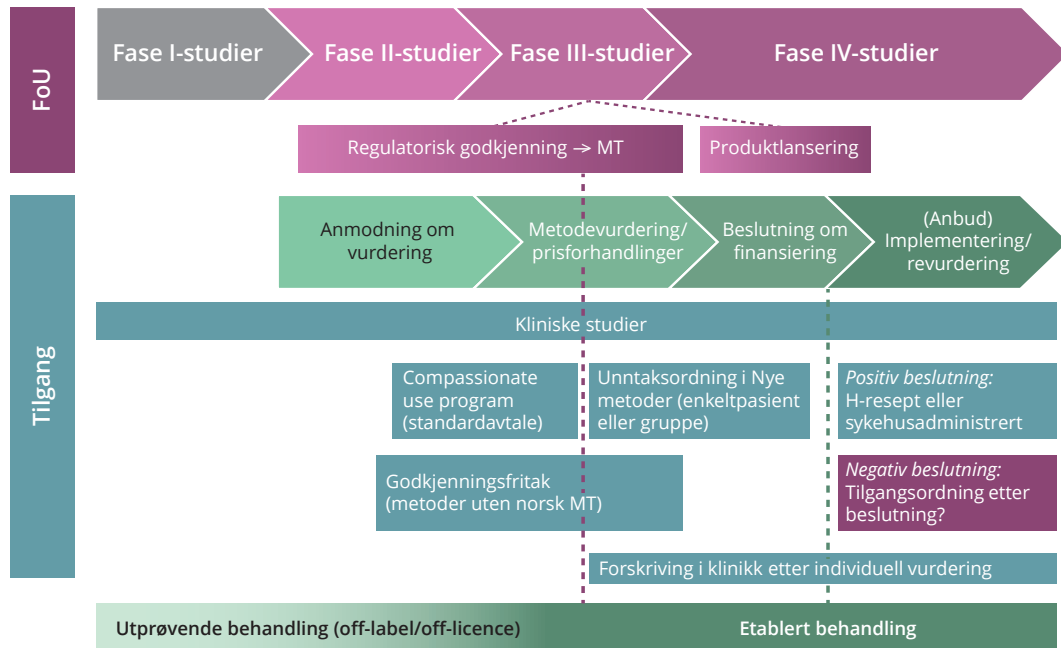 FoU
Fase I-studier
Fase II-studier
Fase III-studier
Fase IV-studier
Regulatorisk godkjenning → MT
Produktlansering
Tilgang
Anmodning om
vurdering
Metodevurdering/
prisforhandlinger
Beslutning om
finansiering
(Anbud)
Implementering/
revurdering
Kliniske studier
Compassionate
use program
(standardavtale)
Unntaksordning i Nye
metoder (enkeltpasient
eller gruppe)
Positiv beslutning:
H-resept eller
sykehusadministrert
Godkjenningsfritak
(metoder uten norsk MT)
Negativ beslutning:
Tilgangsordning etter
beslutning?
Forskriving i klinikk etter individuell vurdering
Utprøvende behandling (off-label/off-licence)
Etablert behandling